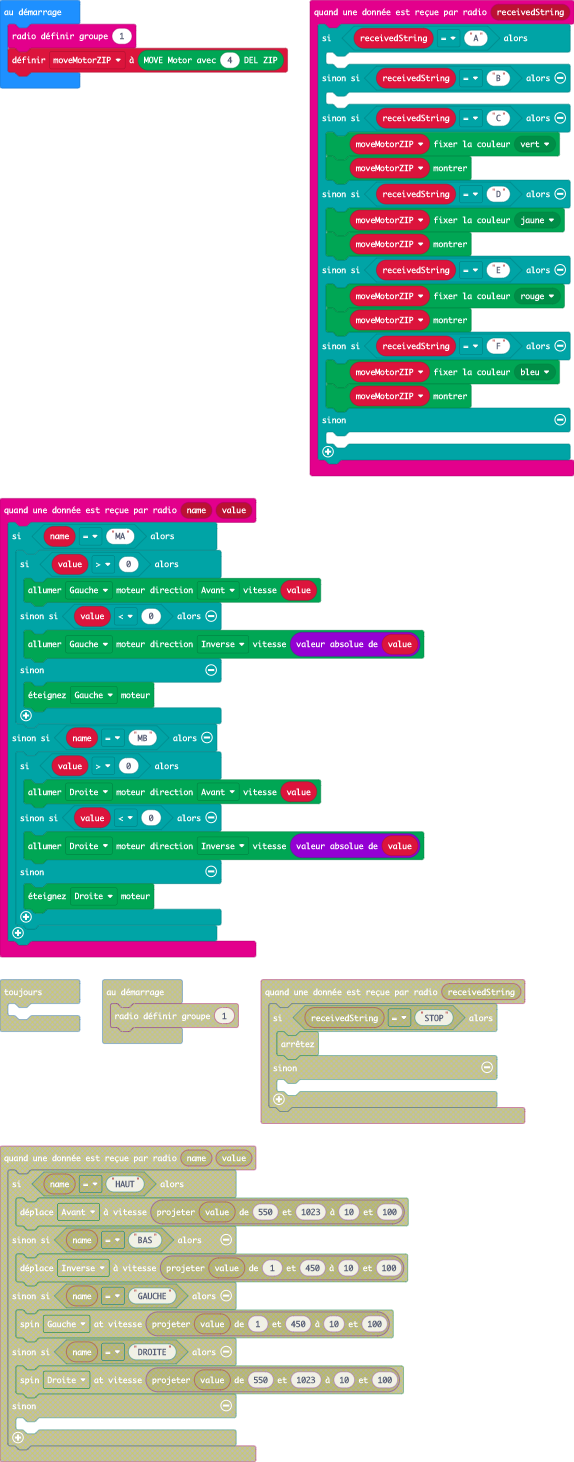 au démarrage
radio définir groupe 1
définir moveMotorZIP à MOVE Motor avec 4 DEL ZIP
quand une donnée est reçue par radio receivedString
si receivedString = "A" alors
sinon si receivedString = "B" alors
sinon si receivedString = "C" alors
moveMotorZIP fixer la couleur vert
moveMotorZIP montrer
sinon si receivedString = "D" alors
moveMotorZIP fixer la couleur jaune
moveMotorZIP montrer
sinon si receivedString = "E" alors
moveMotorZIP fixer la couleur rouge
moveMotorZIP montrer
sinon si receivedString = "F" alors
moveMotorZIP fixer la couleur bleu
moveMotorZIP montrer
sinon
quand une donnée est reçue par radio name value
si name = "MA" alors
si value > 0 alors
allumer Gauche moteur direction Avant vitesse value
sinon si value < 0 alors
allumer Gauche moteur direction Inverse vitesse valeur absolue de value
sinon
éteignez Gauche moteur
sinon si name = "MB" alors
si value > 0 alors
allumer Droite moteur direction Avant vitesse value
sinon si value < 0 alors
allumer Droite moteur direction Inverse vitesse valeur absolue de value
sinon
éteignez Droite moteur
toujours
au démarrage
radio définir groupe 1
quand une donnée est reçue par radio receivedString
si receivedString = "STOP" alors
arrêtez
sinon
quand une donnée est reçue par radio name value
si name = "HAUT" alors
déplace Avant à vitesse projeter value de 550 et 1023 à 10 et 100
sinon si name = "BAS" alors
déplace Inverse à vitesse projeter value de 1 et 450 à 10 et 100
sinon si name = "GAUCHE" alors
spin Gauche at vitesse projeter value de 1 et 450 à 10 et 100
sinon si name = "DROITE" alors
spin Droite at vitesse projeter value de 550 et 1023 à 10 et 100
sinon